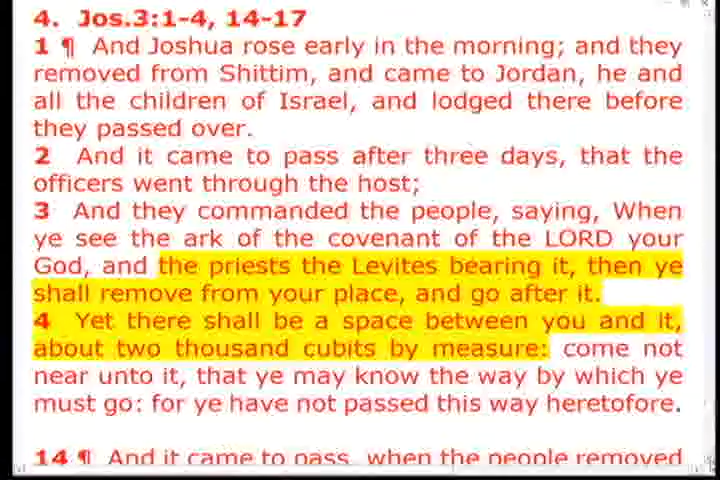 4. Jos.3:1-4, 14-17
1 ¶ And Joshua rose early in the morning; and they
removed from Shittim, and came to Jordan, he and
all the children of Israel, and lodged there before
they passed over.
2 And it came to pass after three days, that the
officers went through the host;
3 And they commanded the people, saying, When
ye see the ark of the covenant of the LORD your
God, and the priests the Levites bearing it, then ye
shall remove from your place, and go after it.
4 Yet there shall be a space between you and it,
about two thousand cubits by measure: come not
near unto it, that ye may know the way by which ye
must go: for ye have not passed this way heretofore.
14 ¶ And it came to pass, when the people removed